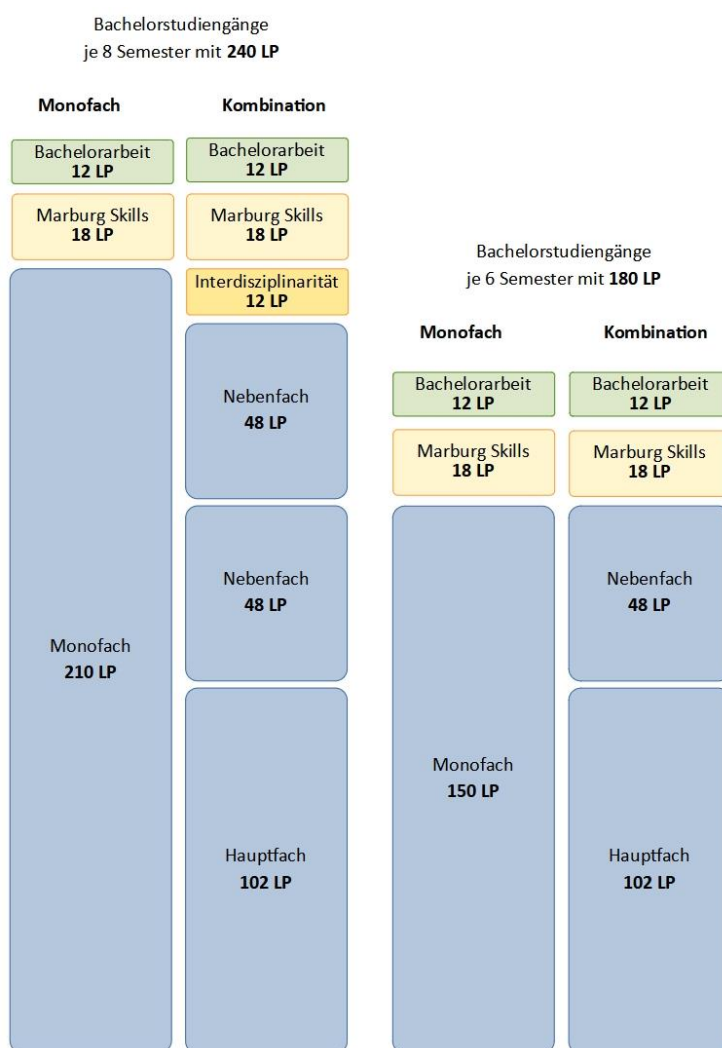 Bachelorstudiengänge
je 8 Semester mit 240 LP
Monofach
Kombination
Bachelorarbeit
12 LP
Marburg Skills
18 LP
Monofach
210 LP
Bachelorarbeit
12 LP
Marburg Skills
18 LP
Interdisziplinarität
12 LP
Nebenfach
48 LP
Nebenfach
48 LP
Hauptfach
102 LP
Bachelorstudiengänge
je 6 Semester mit 180 LP
Monofach
Kombination
Bachelorarbeit
12 LP
Marburg Skills
18 LP
Monofach
150 LP
Bachelorarbeit
12 LP
Marburg Skills
18 LP
Nebenfach
48 LP
Hauptfach
102 LP